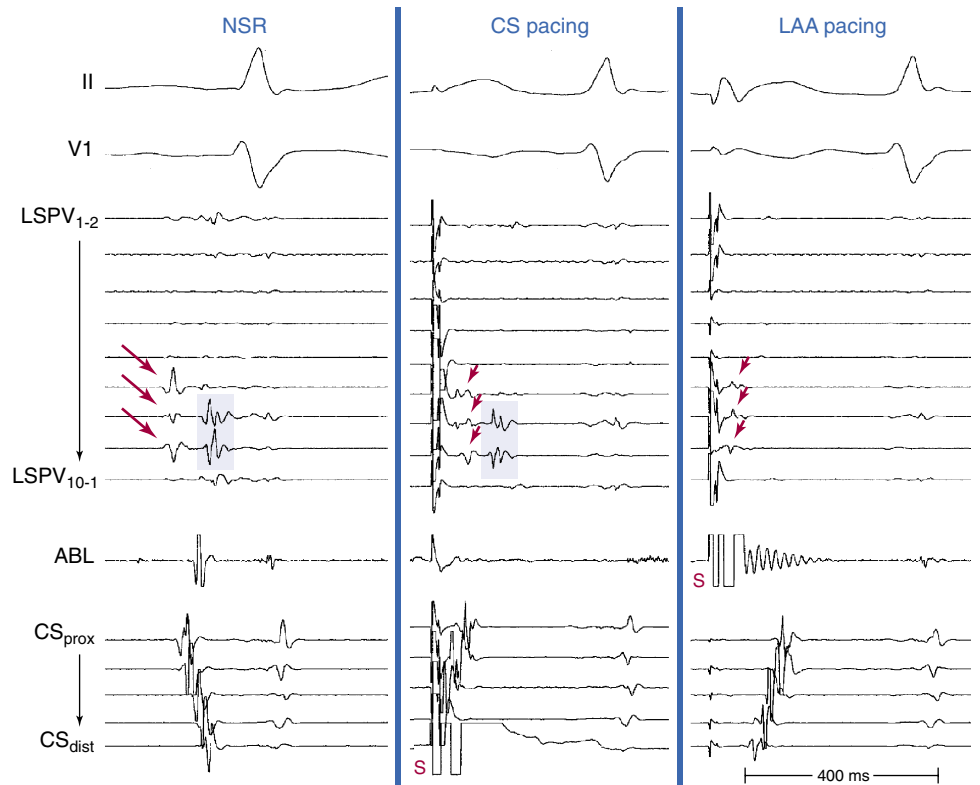 NSR
CS pacing
LAA pacing
II
V1
LSPV1-2
LSPV10-1
ABL
S
CSprox
CSdist
S
400 ms